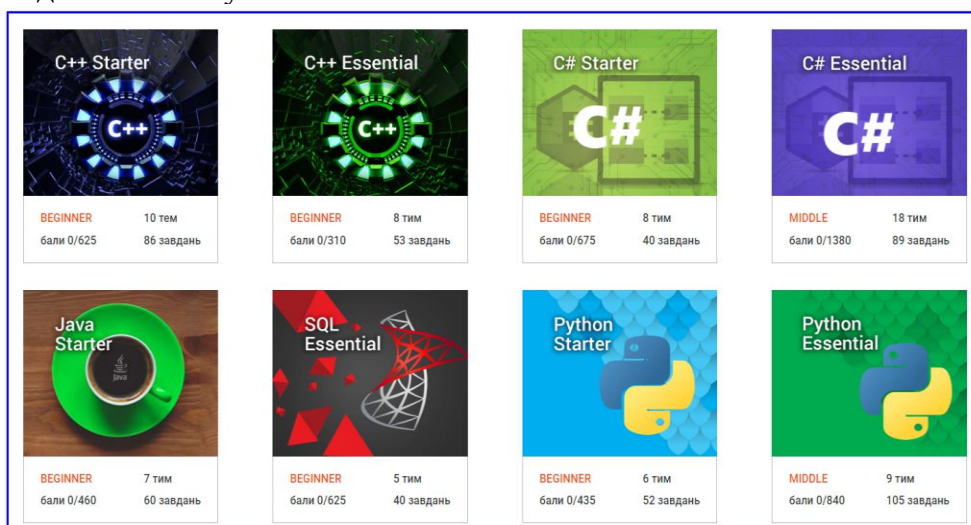 C++ Starter
C++
BEGINNER 10 тем
бали 0/625 86 завдань
C++ Essential
C++
BEGINNER 8 тим
бали 0/310 53 завдань
C# Starter
C#
BEGINNER 8 тим
бали 0/675 40 завдань
C# Essential
C#
MIDDLE 18 тим
бали 0/1380 89 завдань
Java
Starter
Java
BEGINNER 7 тим
бали 0/460 60 завдань
SQL
Essential
BEGINNER 5 тим
бали 0/625 40 завдань
Python
Starter
BEGINNER 6 тим
бали 0/435 52 завдань
Python
Essential
MIDDLE 9 тим
бали 0/840 105 завдань